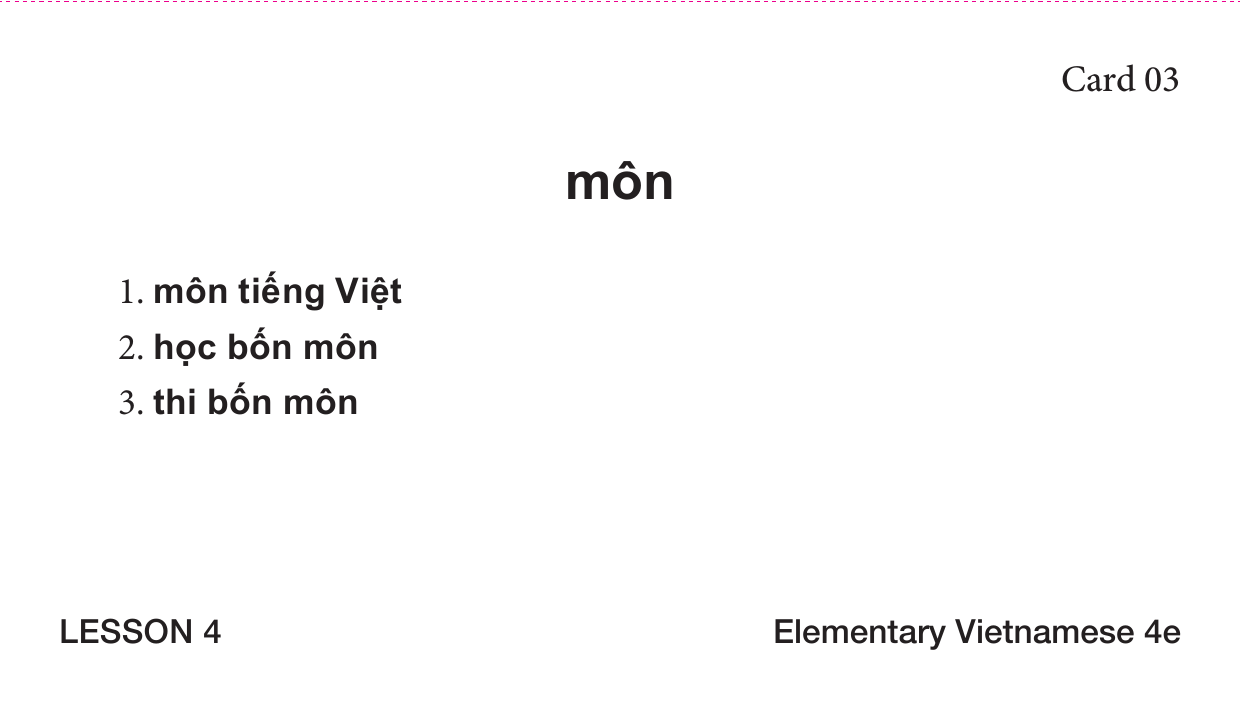 Card 03
môn
1. môn tiếng Việt
2. học bốn môn
3. thi bốn môn
LESSON 4
Elementary Vietnamese 4e